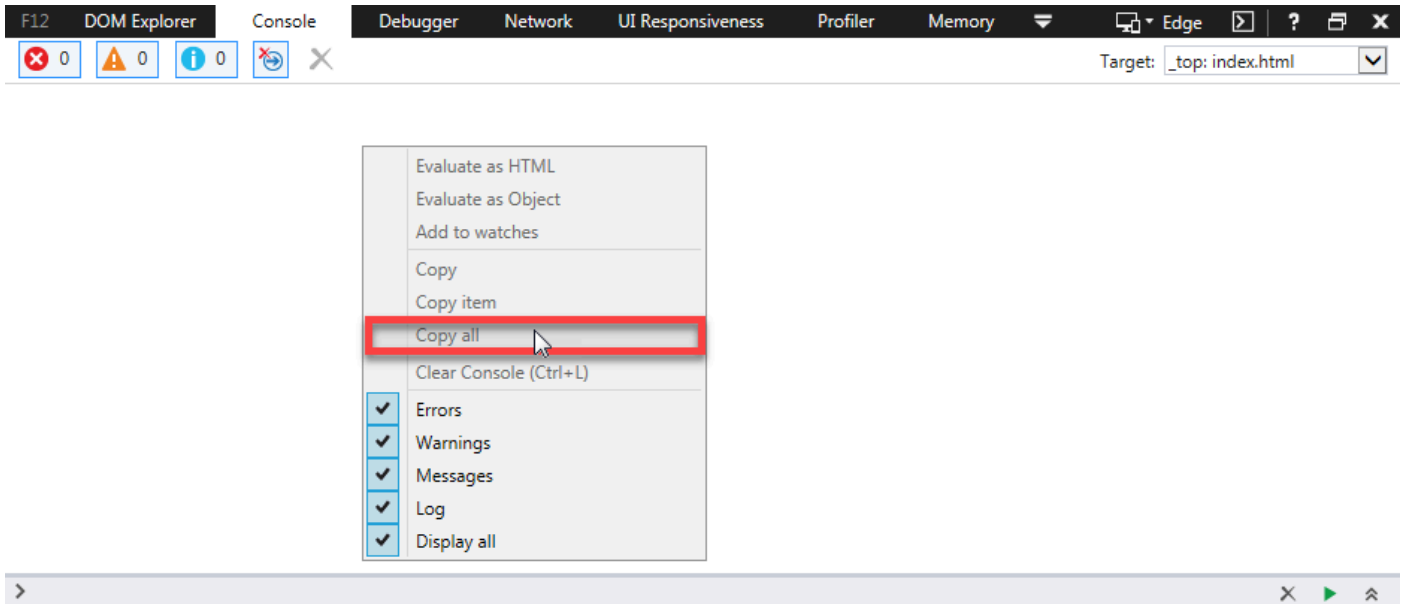 F12 DOM Explorer Console Debugger Network UI Responsiveness Profiler Memory Edge ?
0 0 0 Target: _top: index.html
Evaluate as HTML
Evaluate as Object
Add to watches
Copy
Copy item
Copy all
Clear Console (Ctrl+L)
Errors
Warnings
Messages
Log
Display all